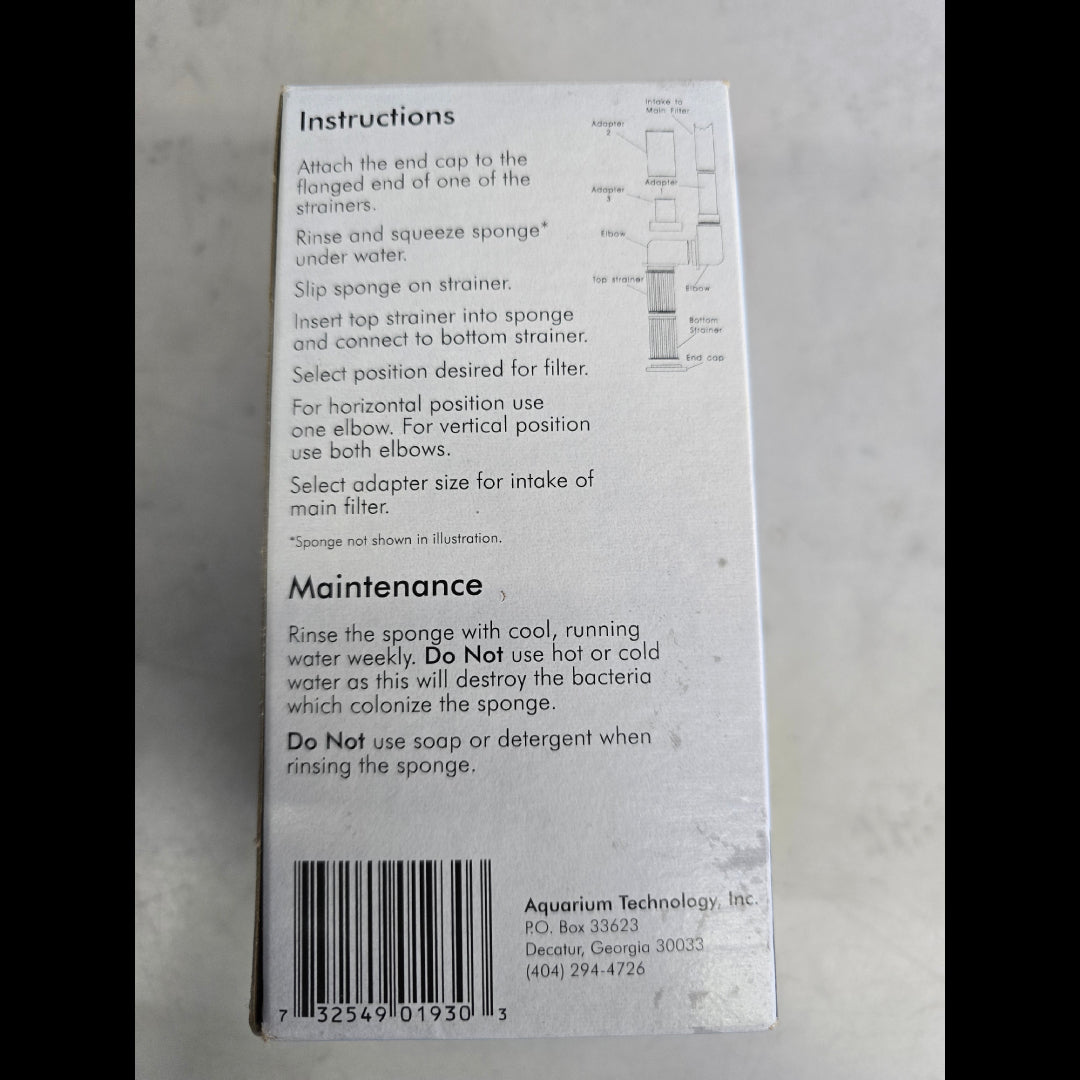 Instructions
Attach the end cap to the
flanged end of one of the
strainers.
Rinse and squeeze sponge*
under water.
Slip sponge on strainer.
Insert top strainer into sponge
and connect to bottom strainer.
Select position desired for filter.
For horizontal position use
one elbow. For vertical position
use both elbows.
Select adapter size for intake of
main filter.
*Sponge not shown in illustration.
Intake to
Main Filter
Adapter
2
Adapter
1
Adapter
3
Elbow
Top strainer
Elbow
Bottom
Strainer
End cap
Maintenance
Rinse the sponge with cool, running
water weekly. Do Not use hot or cold
water as this will destroy the bacteria
which colonize the sponge.
Do Not use soap or detergent when
rinsing the sponge.
7 32549 01930 3
Aquarium Technology, Inc.
P.O. Box 33623
Decatur, Georgia 30033
(404) 294-4726